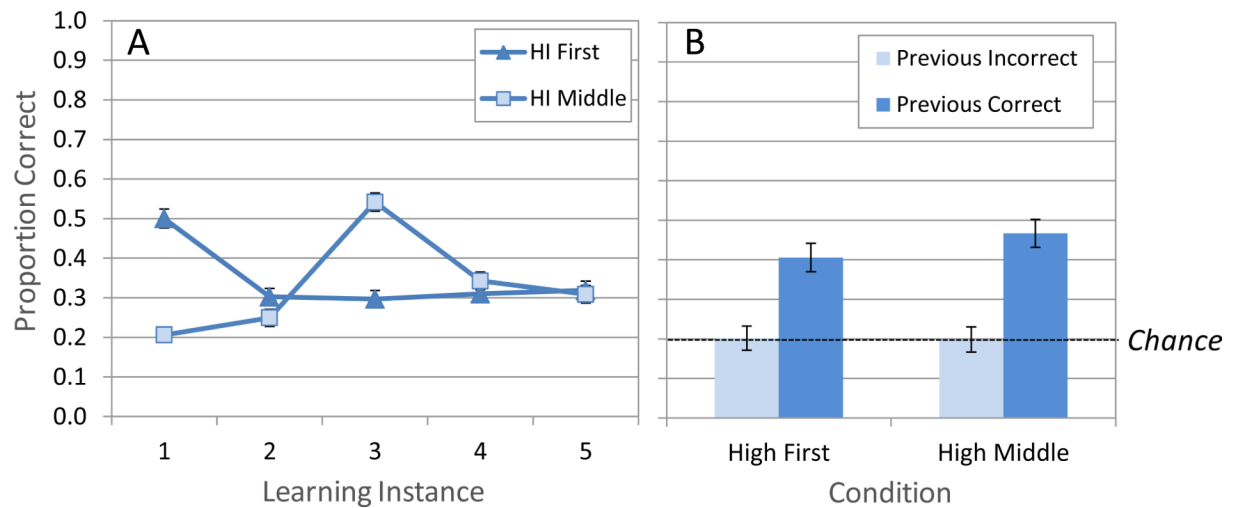 A
HI First
HI Middle
Proportion Correct
1.0
0.9
0.8
0.7
0.6
0.5
0.4
0.3
0.2
0.1
0.0
1 2 3 4 5
Learning Instance
B
Previous Incorrect
Previous Correct
Chance
High First High Middle
Condition